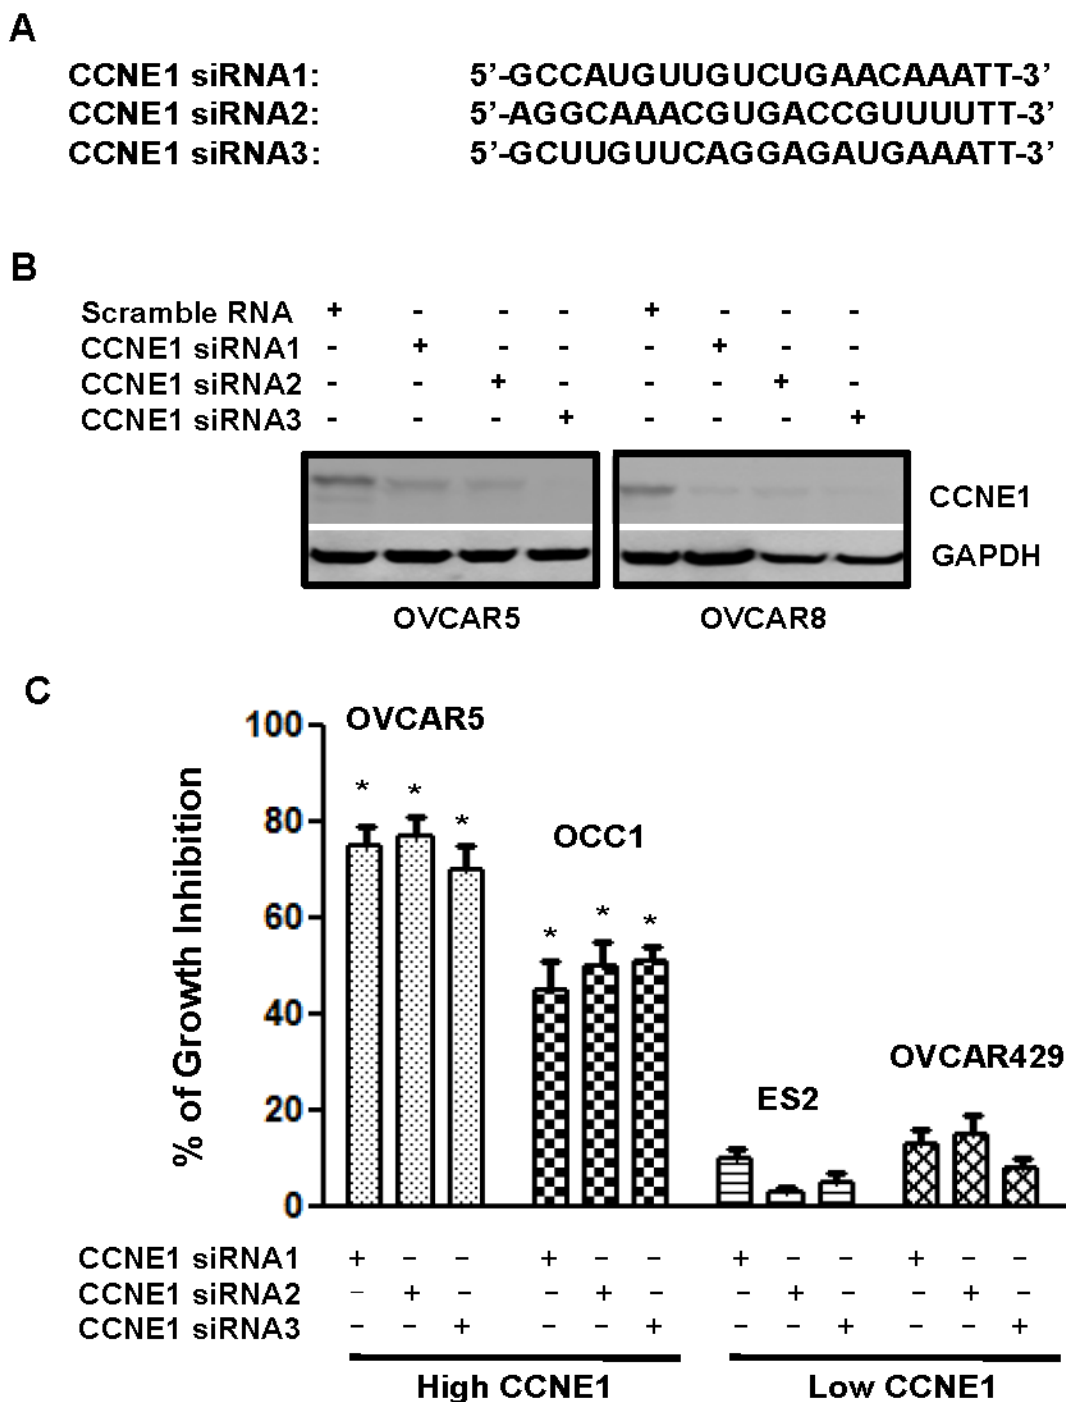 A
CCNE1 siRNA1: 5’-GCCAUGUUGUCUGAACAAATT-3’
CCNE1 siRNA2: 5’-AGGCAAACGUGACCGUUUUTT-3’
CCNE1 siRNA3: 5’-GCUUGUUCAGGAGAUGAAATT-3’
B
Scramble RNA + - - - + - - -
CCNE1 siRNA1 - + - - - + - -
CCNE1 siRNA2 - - + - - - + -
CCNE1 siRNA3 - - - + - - - +
CCNE1
GAPDH
OVCAR5 OVCAR8
C
% of Growth Inhibition
100
80
60
40
20
0
OVCAR5
* * *
OCC1
* * *
ES2
OVCAR429
CCNE1 siRNA1 + - - + - - + - - + - -
CCNE1 siRNA2 - + - - + - - + - - + -
CCNE1 siRNA3 - - + - - + - - + - - +
High CCNE1 Low CCNE1